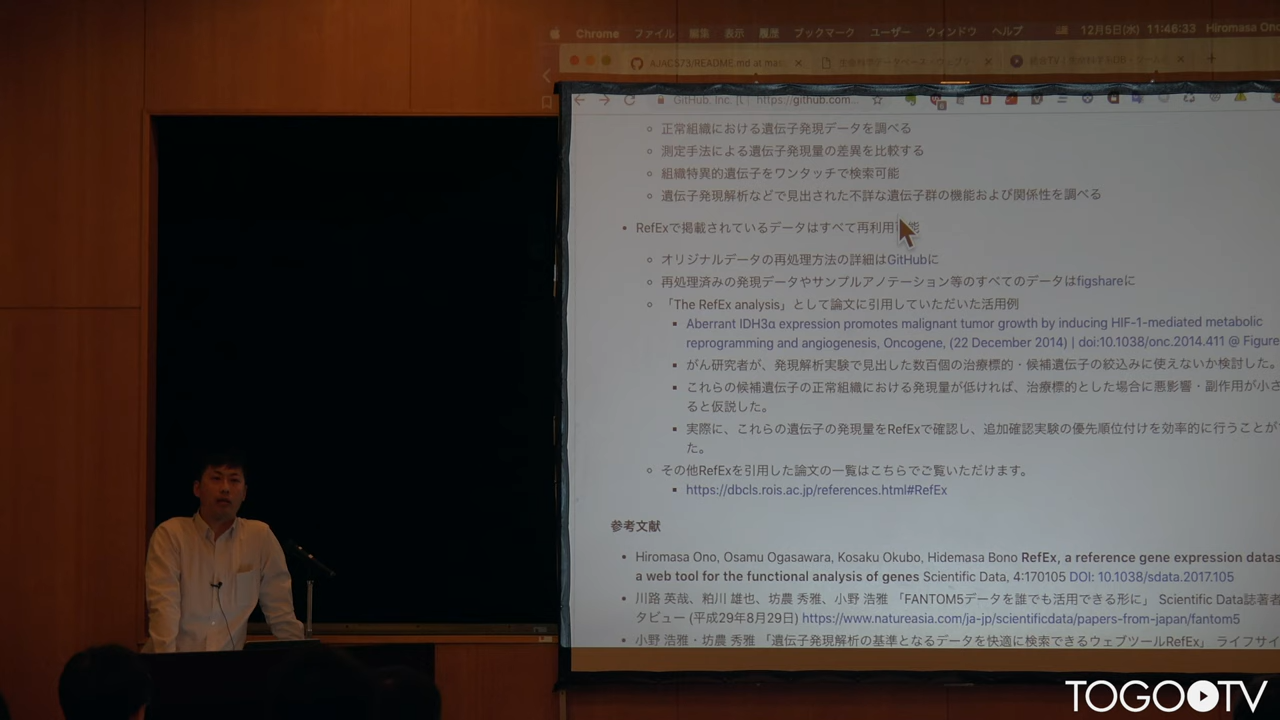 Chrome ファイル 編集 表示 履歴 ブックマーク ユーザー ウィンドウ ヘルプ 12月5日(水) 11:46:33 Hiromasa Ono
AJACS73/README.md at mas
GitHub, Inc. [US] https://github.com...
正常組織における遺伝子発現データを調べる
測定手法による遺伝子発現量の差異を比較する
組織特異的遺伝子をワンタッチで検索可能
遺伝子発現解析などで見出された不詳な遺伝子群の機能および関係性を調べる
RefExで掲載されているデータはすべて再利用可能
オリジナルデータの再処理方法の詳細はGitHubに
再処理済みの発現データやサンプルアノテーション等のすべてのデータはfigshareに
「The RefEx analysis」として論文に引用していただいた活用例
Aberrant IDH3α expression promotes malignant tumor growth by inducing HIF-1-mediated metabolic
reprogramming and angiogenesis, Oncogene, (22 December 2014) | doi:10.1038/onc.2014.411 @ Figure
がん研究者が、発現解析実験で見出した数百個の治療標的・候補遺伝子の絞込みに使えないか検討した。
これらの候補遺伝子の正常組織における発現量が低ければ、治療標的とした場合に悪影響・副作用が小さ
ると仮説した。
実際に、これらの遺伝子の発現量をRefExで確認し、追加確認実験の優先順位付けを効率的に行うことが
た。
その他RefExを引用した論文の一覧はこちらでご覧いただけます。
https://dbcls.rois.ac.jp/references.html#RefEx
参考文献
Hiromasa Ono, Osamu Ogasawara, Kosaku Okubo, Hidemasa Bono RefEx, a reference gene expression datas
a web tool for the functional analysis of genes Scientific Data, 4:170105 DOI: 10.1038/sdata.2017.105
川路 英哉、粕川 雄也、坊農 秀雅、小野 浩雅 「FANTOM5データを誰でも活用できる形に」 Scientific Data誌著者
タビュー (平成29年8月29日) https://www.natureasia.com/ja-jp/scientificdata/papers-from-japan/fantom5
小野 浩雅・坊農 秀雅 「遺伝子発現解析の基準となるデータを快適に検索できるウェブツールRefEx」 ライフサイ
TOGO TV